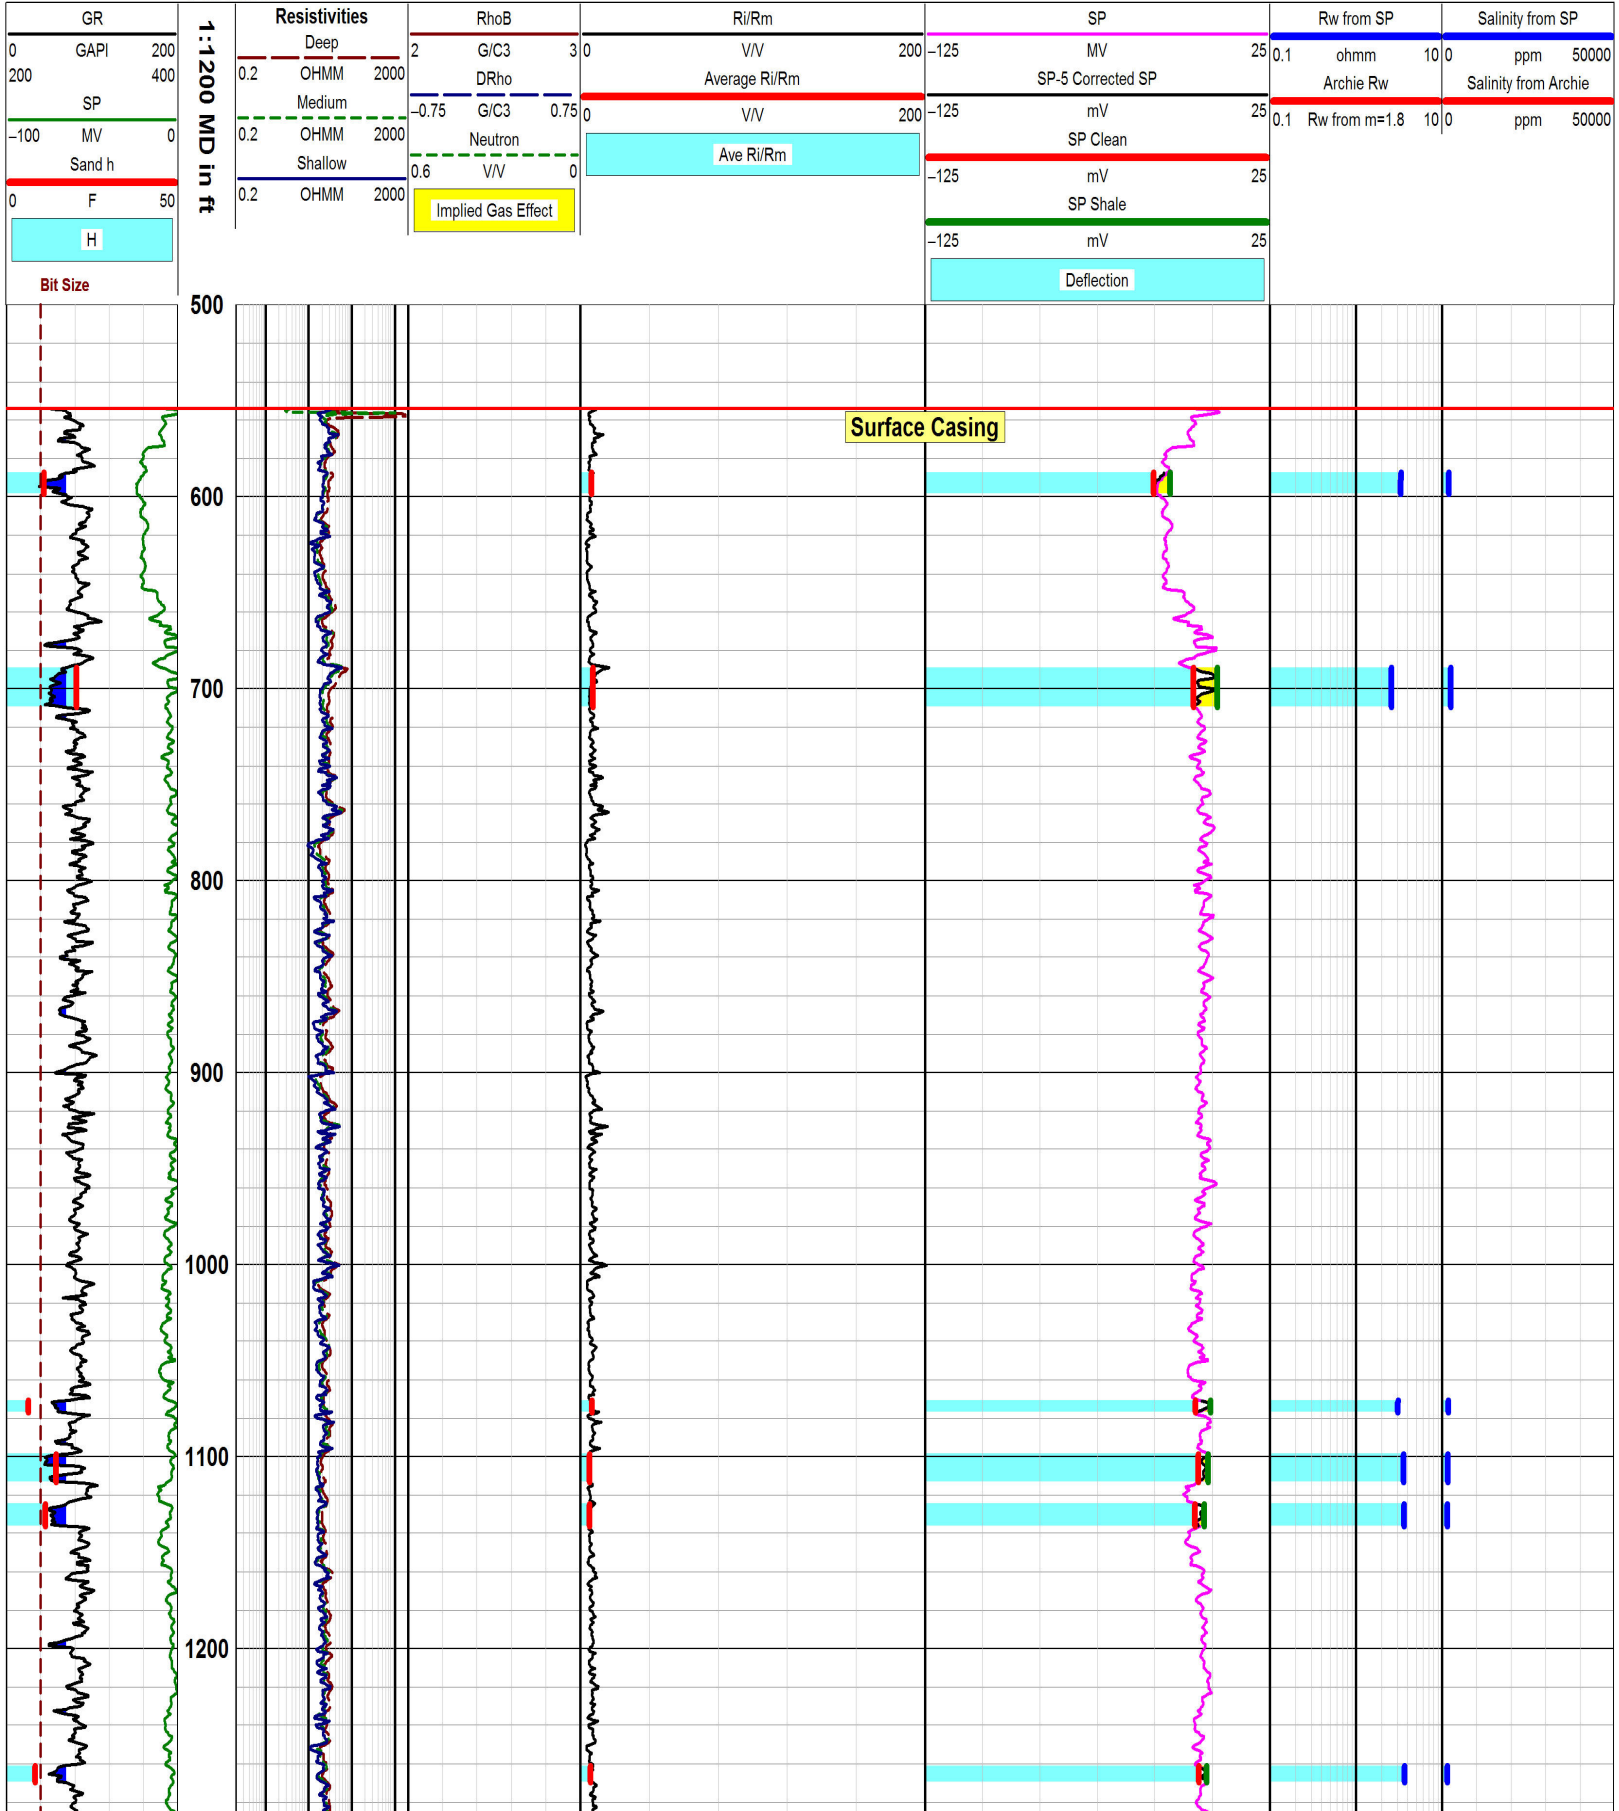 GR
0 GAPI 200
200 400
SP
−100 MV 0
Sand h
0 F 50
H
Bit Size
1:1200 MD in ft
Resistivities
Deep
0.2 OHMM 2000
Medium
0.2 OHMM 2000
Shallow
0.2 OHMM 2000
RhoB
2 G/C3 3
DRho
−0.75 G/C3 0.75
Neutron
0.6 V/V 0
Implied Gas Effect
Ri/Rm
0 V/V 200
Average Ri/Rm
0 V/V 200
Ave Ri/Rm
SP
−125 MV 25
SP-5 Corrected SP
−125 mV 25
SP Clean
−125 mV 25
SP Shale
−125 mV 25
Deflection
Rw from SP
0.1 ohmm 10
Archie Rw
0.1 Rw from m=1.8 10
Salinity from SP
0 ppm 50000
Salinity from Archie
0 ppm 50000
500
Surface Casing
600
700
800
900
1000
1100
1200